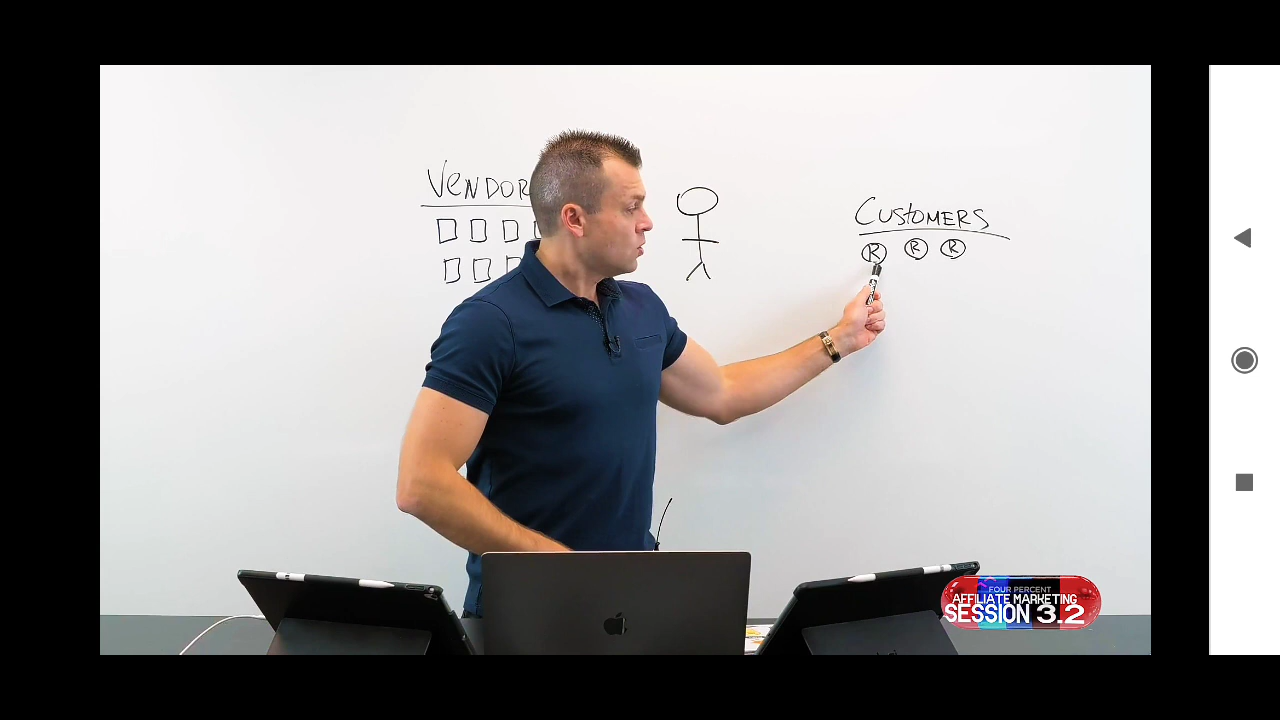 VENDOR
CUSTOMERS
R R R
FOUR PERCENT
AFFILIATE MARKETING
SESSION 3.2